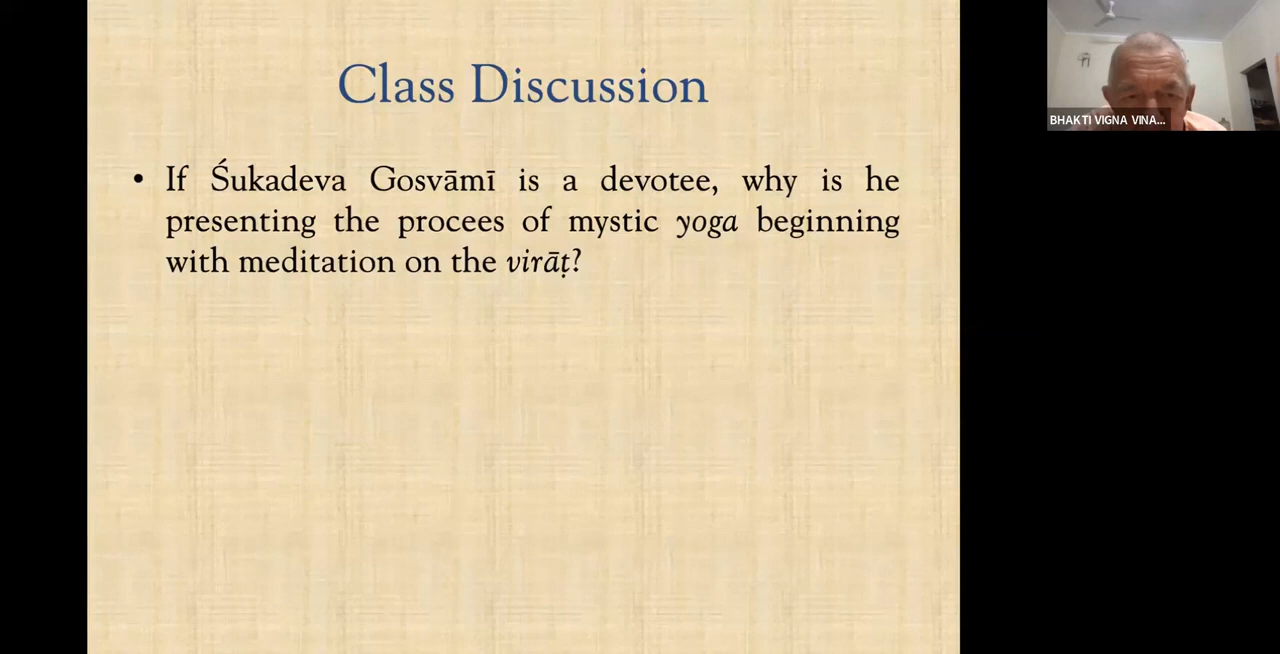 Class Discussion
• If Śukadeva Gosvāmī is a devotee, why is he
presenting the procees of mystic yoga beginning
with meditation on the virāṭ?
BHAKTI VIGNA VINA...